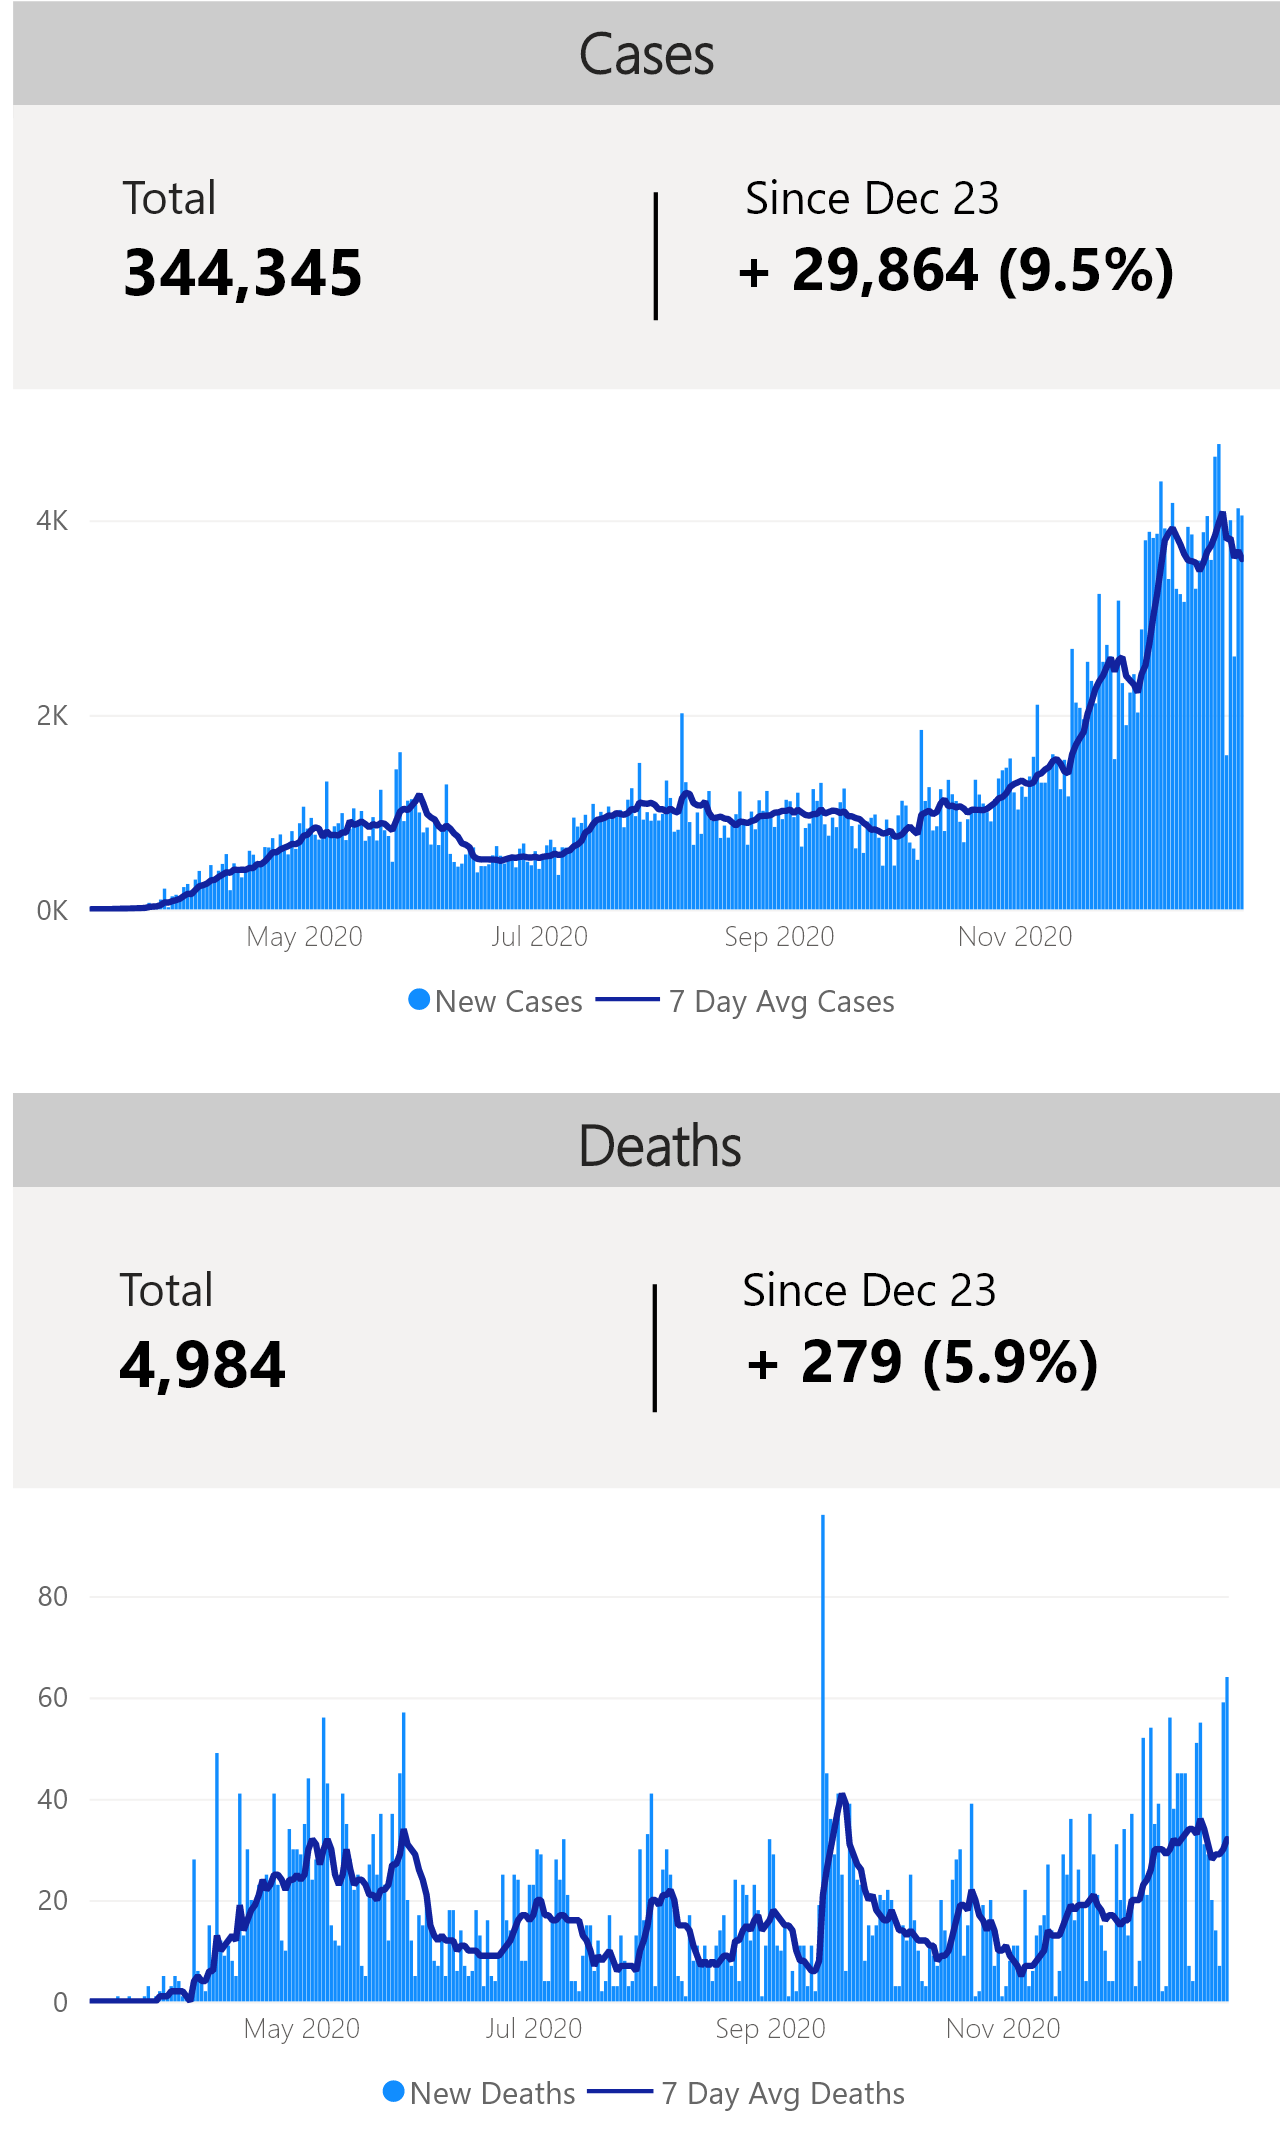 Cases
Total
Since Dec 23
344,345
+ 29,864 (9.5%)
4K
2K
0K
May 2020
Jul 2020
Sep 2020
Nov 2020
New Cases
7 Day Avg Cases
Deaths
Total
Since Dec 23
4,984
+ 279 (5.9%)
80
60
40
20
0
May 2020
Jul 2020
Sep 2020
Nov 2020
New Deaths
7 Day Avg Deaths